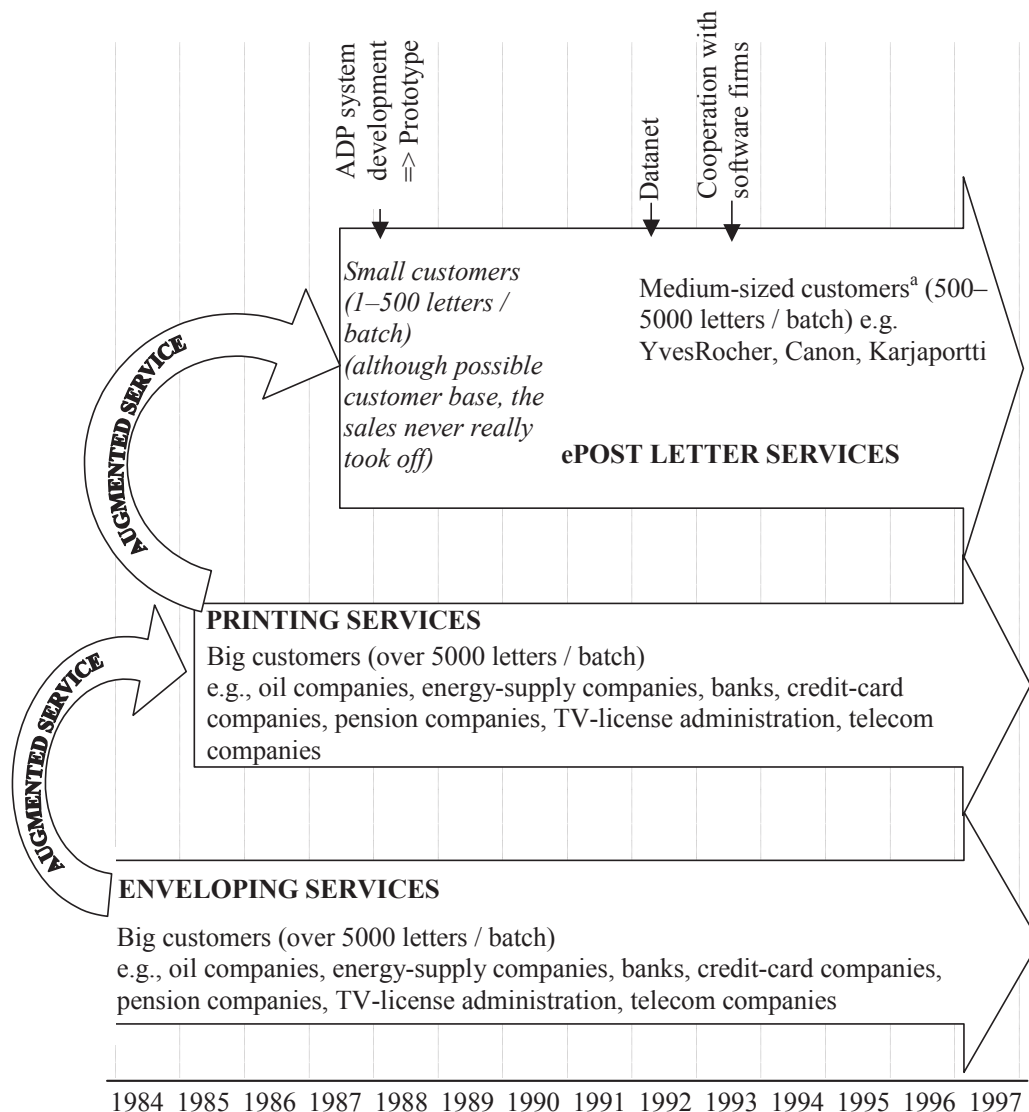 ADP system
development
=> Prototype
Datanet
Cooperation with
software firms
Small customers
(1–500 letters /
batch)
(although possible
customer base, the
sales never really
took off)
Medium-sized customersª (500–
5000 letters / batch) e.g.
YvesRocher, Canon, Karjaportti
ePOST LETTER SERVICES
AUGMENTED SERVICE
PRINTING SERVICES
Big customers (over 5000 letters / batch)
e.g., oil companies, energy-supply companies, banks, credit-card
companies, pension companies, TV-license administration, telecom
companies
AUGMENTED SERVICE
ENVELOPING SERVICES
Big customers (over 5000 letters / batch)
e.g., oil companies, energy-supply companies, banks, credit-card companies,
pension companies, TV-license administration, telecom companies
1984 1985 1986 1987 1988 1989 1990 1991 1992 1993 1994 1995 1996 1997